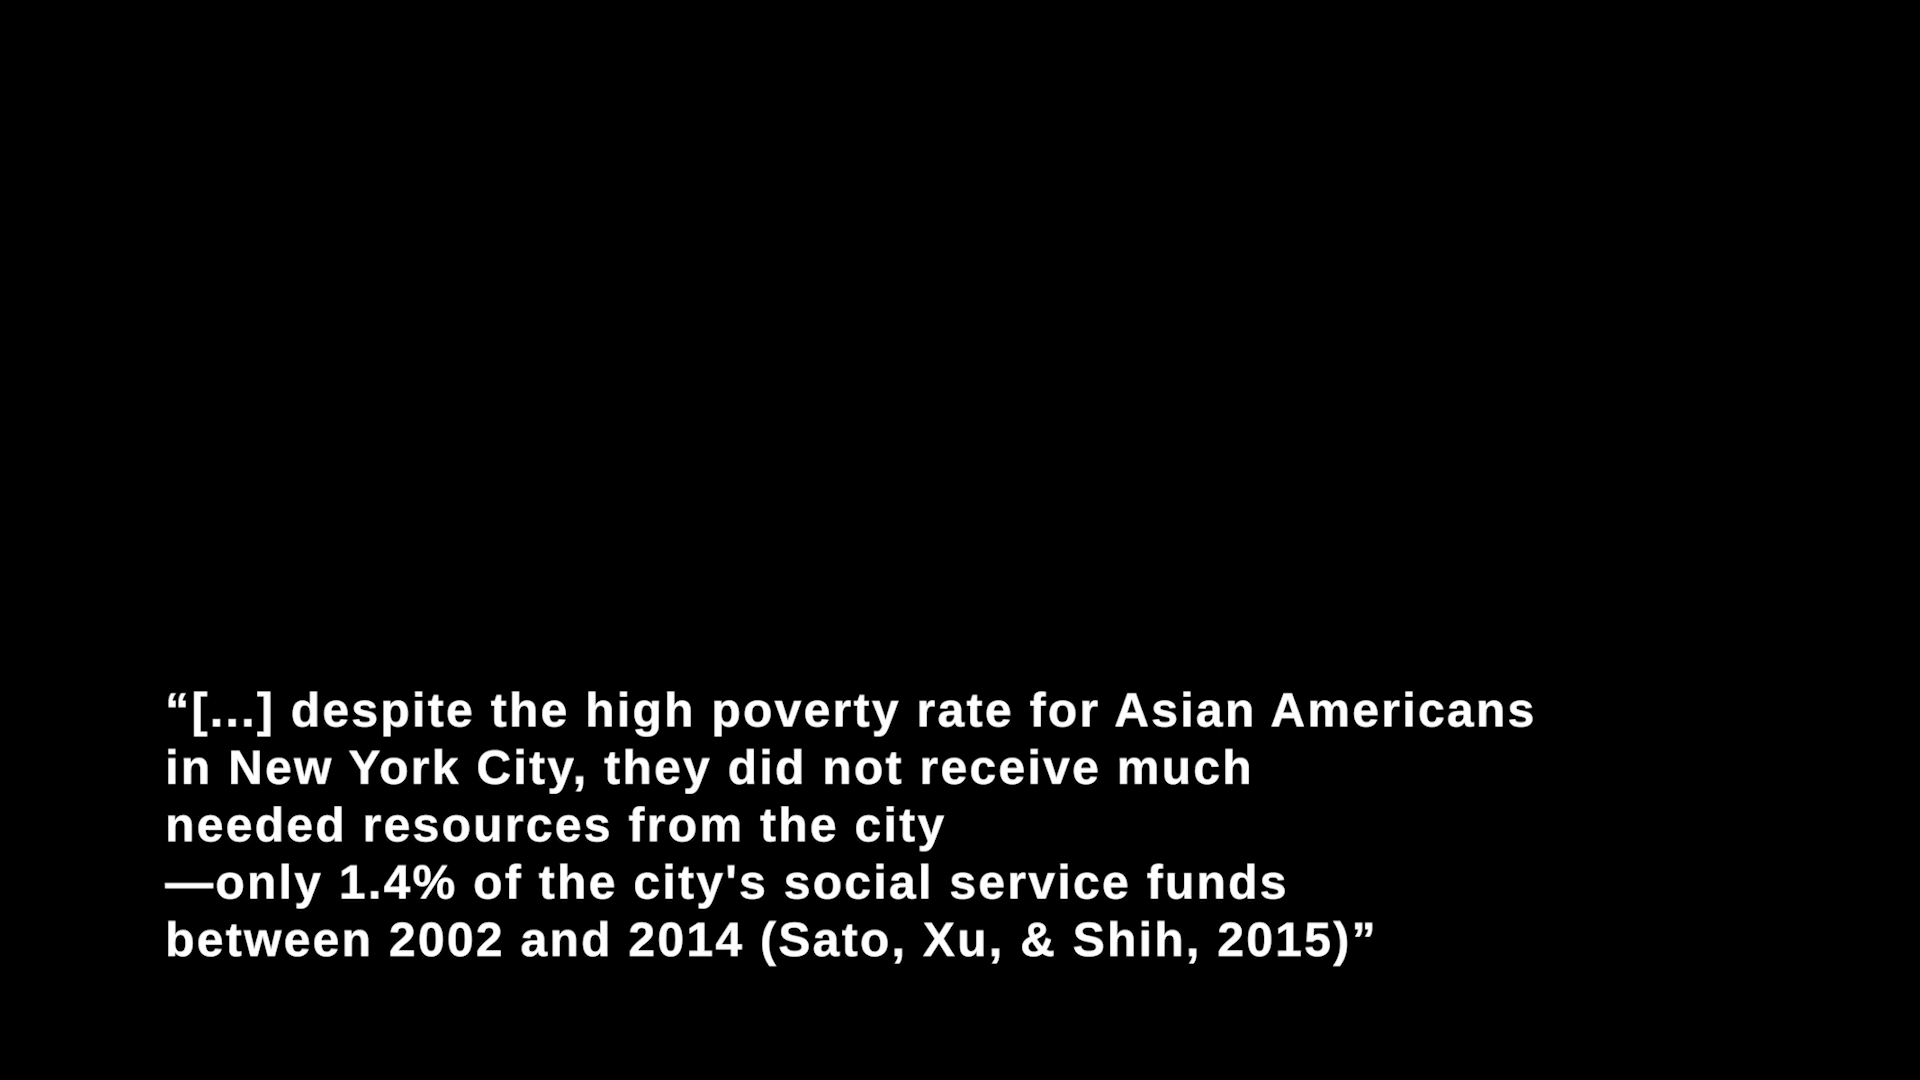 “[...] despite the high poverty rate for Asian Americans
in New York City, they did not receive much
needed resources from the city
—only 1.4% of the city's social service funds
between 2002 and 2014 (Sato, Xu, & Shih, 2015)”